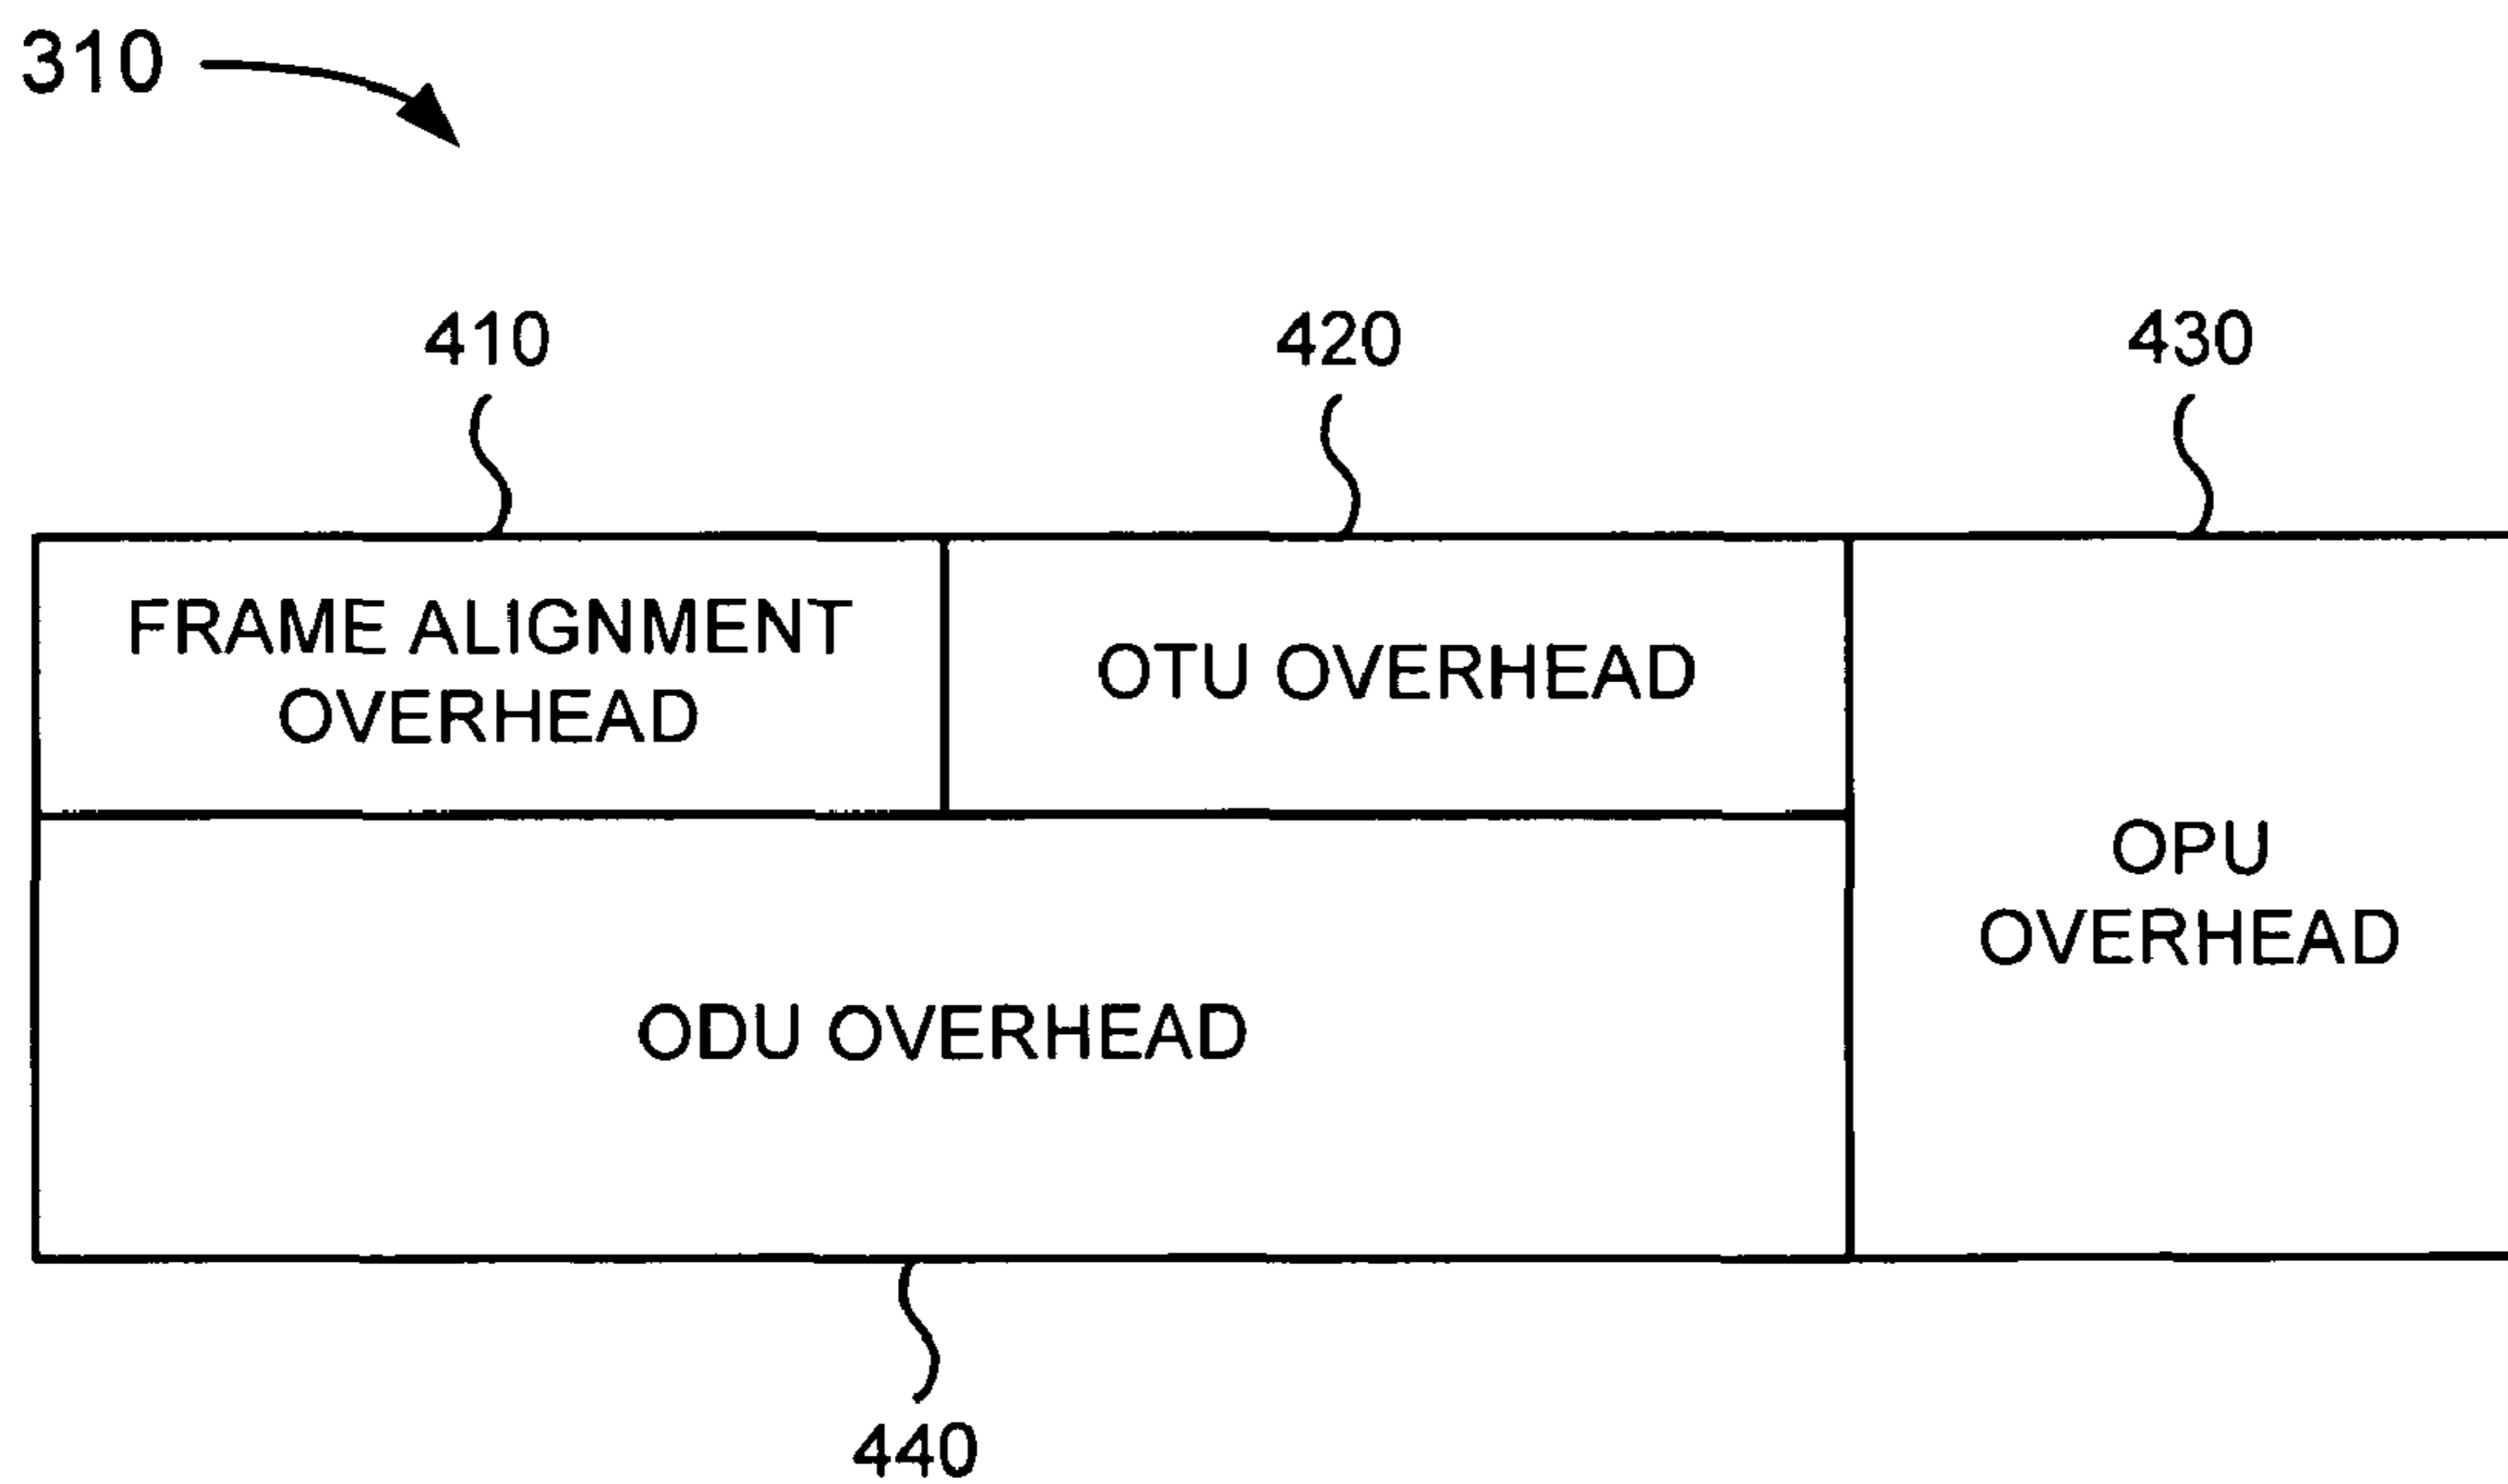 310
410
420
430
FRAME ALIGNMENT
OVERHEAD
OTU OVERHEAD
OPU
OVERHEAD
ODU OVERHEAD
440